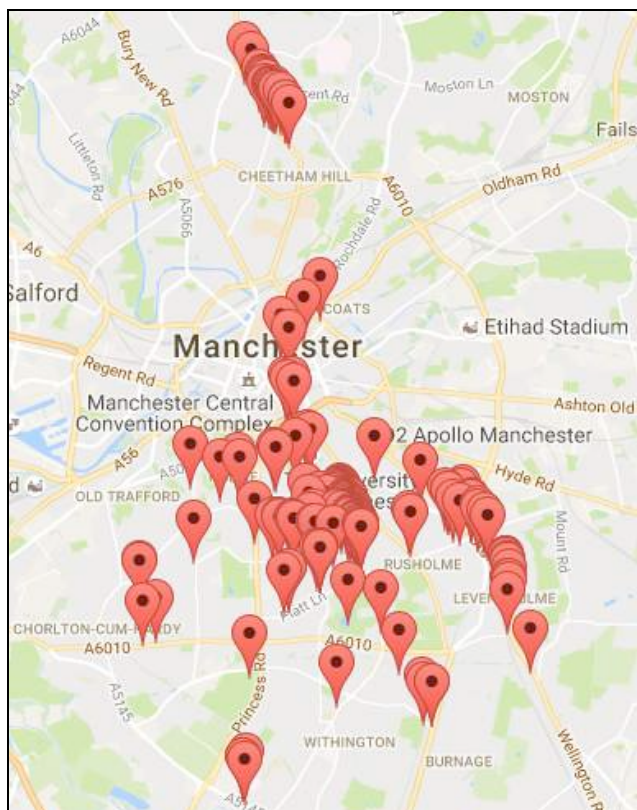 A6044
Bury New Rd
Moston Ln
MOSTON
Fails
Littleton Rd
CHEETHAM HILL
A576
A6010
Oldham Rd
A5066
Rochdale Rd
A6
Salford
COATS
Etihad Stadium
Manchester
Regent Rd
Manchester Central
Convention Complex
Ashton Old
A56
O2 Apollo Manchester
Hyde Rd
OLD TRAFFORD
Mount Rd
RUSHOLME
Platt Ln
CHORLTON-CUM-HARDY
A6010
A6010
A5145
Princess Rd
WITHINGTON
BURNAGE
Wellington Rd
A5145